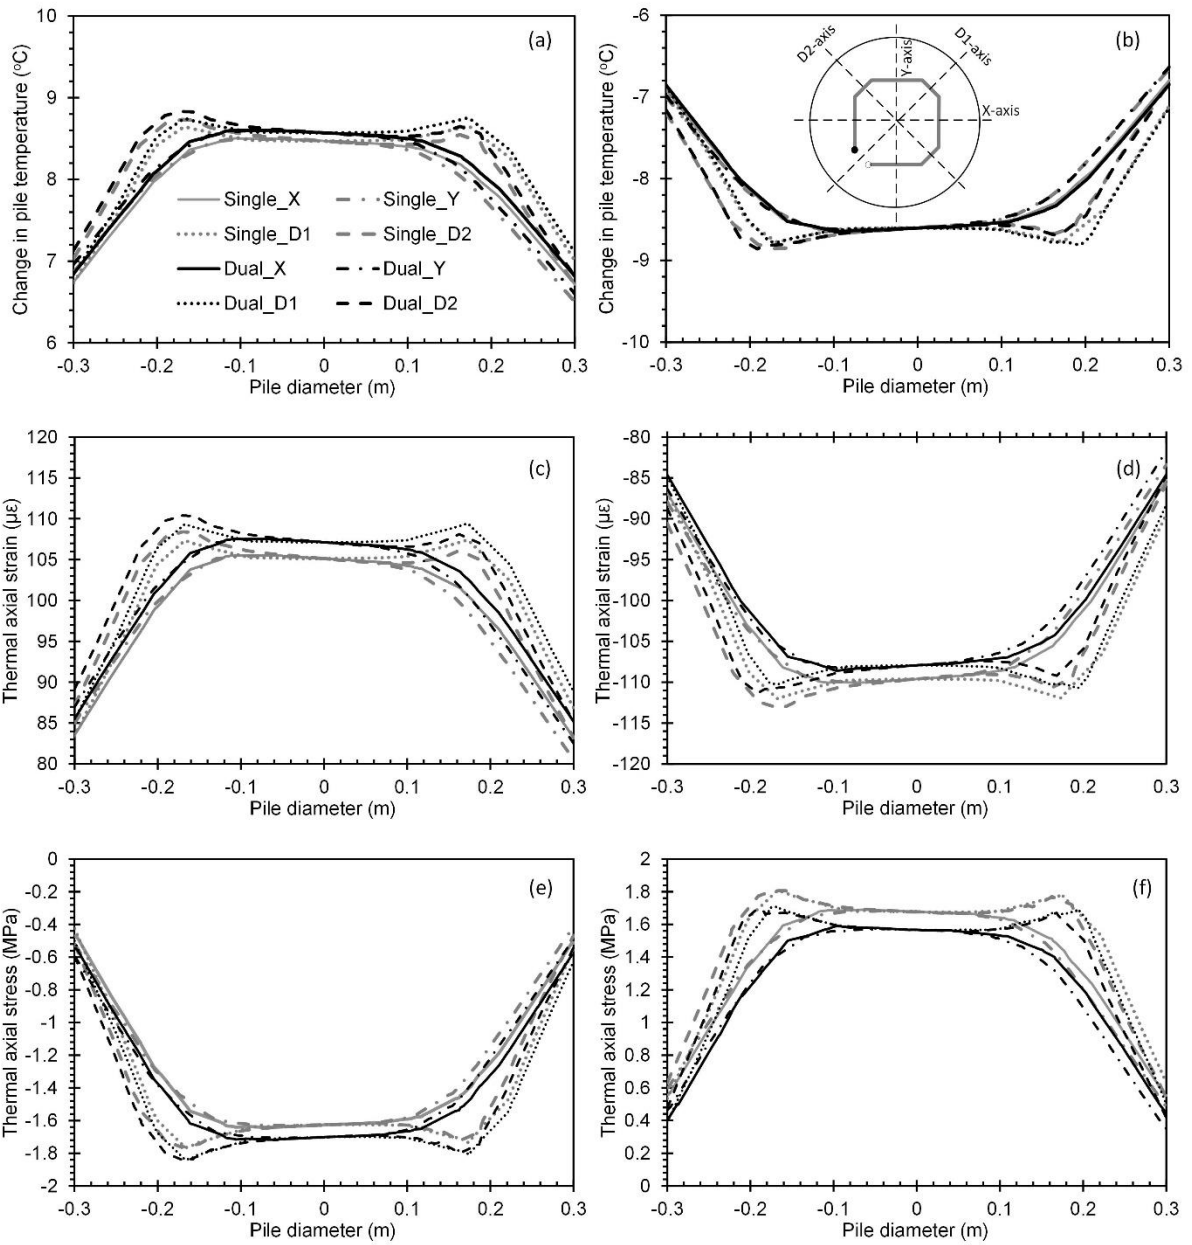 10
9
8
7
6
Change in pile temperature (°C)
(a)
Single_X
Single_Y
Single_D1
Single_D2
Dual_X
Dual_Y
Dual_D1
Dual_D2
-0.3 -0.2 -0.1 0 0.1 0.2 0.3
Pile diameter (m)
-6
-7
-8
-9
-10
Change in pile temperature (°C)
(b)
D2-axis
Y-axis
D1-axis
X-axis
-0.3 -0.2 -0.1 0 0.1 0.2 0.3
Pile diameter (m)
120
115
110
105
100
95
90
85
80
Thermal axial strain (µε)
(c)
-0.3 -0.2 -0.1 0 0.1 0.2 0.3
Pile diameter (m)
-80
-85
-90
-95
-100
-105
-110
-115
-120
Thermal axial strain (µε)
(d)
-0.3 -0.2 -0.1 0 0.1 0.2 0.3
Pile diameter (m)
0
-0.2
-0.4
-0.6
-0.8
-1
-1.2
-1.4
-1.6
-1.8
-2
Thermal axial stress (MPa)
(e)
-0.3 -0.2 -0.1 0 0.1 0.2 0.3
Pile diameter (m)
2
1.8
1.6
1.4
1.2
1
0.8
0.6
0.4
0.2
0
Thermal axial stress (MPa)
(f)
-0.3 -0.2 -0.1 0 0.1 0.2 0.3
Pile diameter (m)